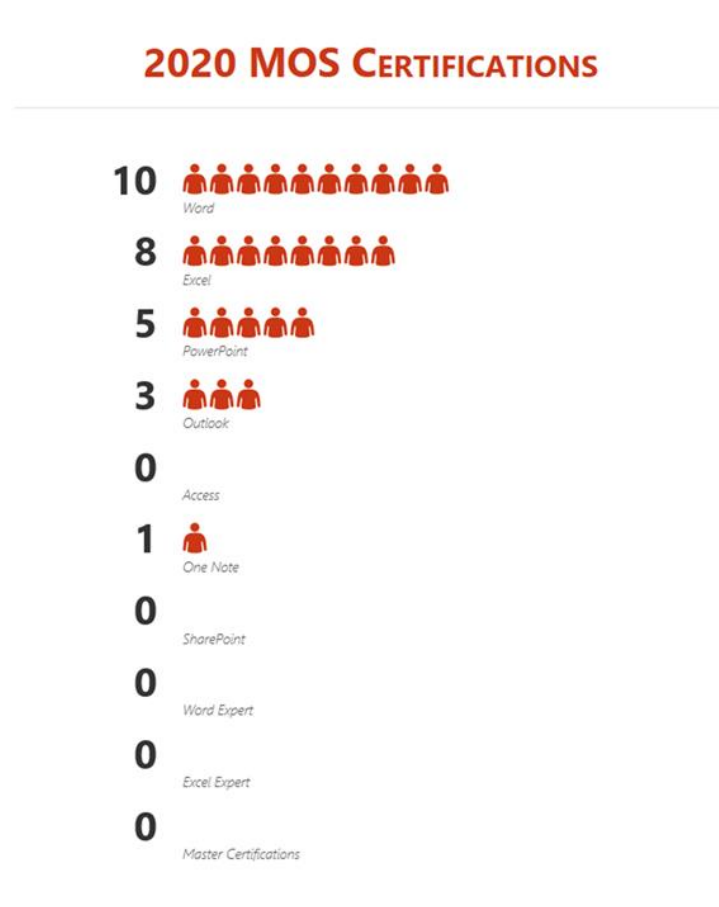 2020 MOS Certifications
10
Word
8
Excel
5
PowerPoint
3
Outlook
0
Access
1
One Note
0
SharePoint
0
Word Expert
0
Excel Expert
0
Master Certifications